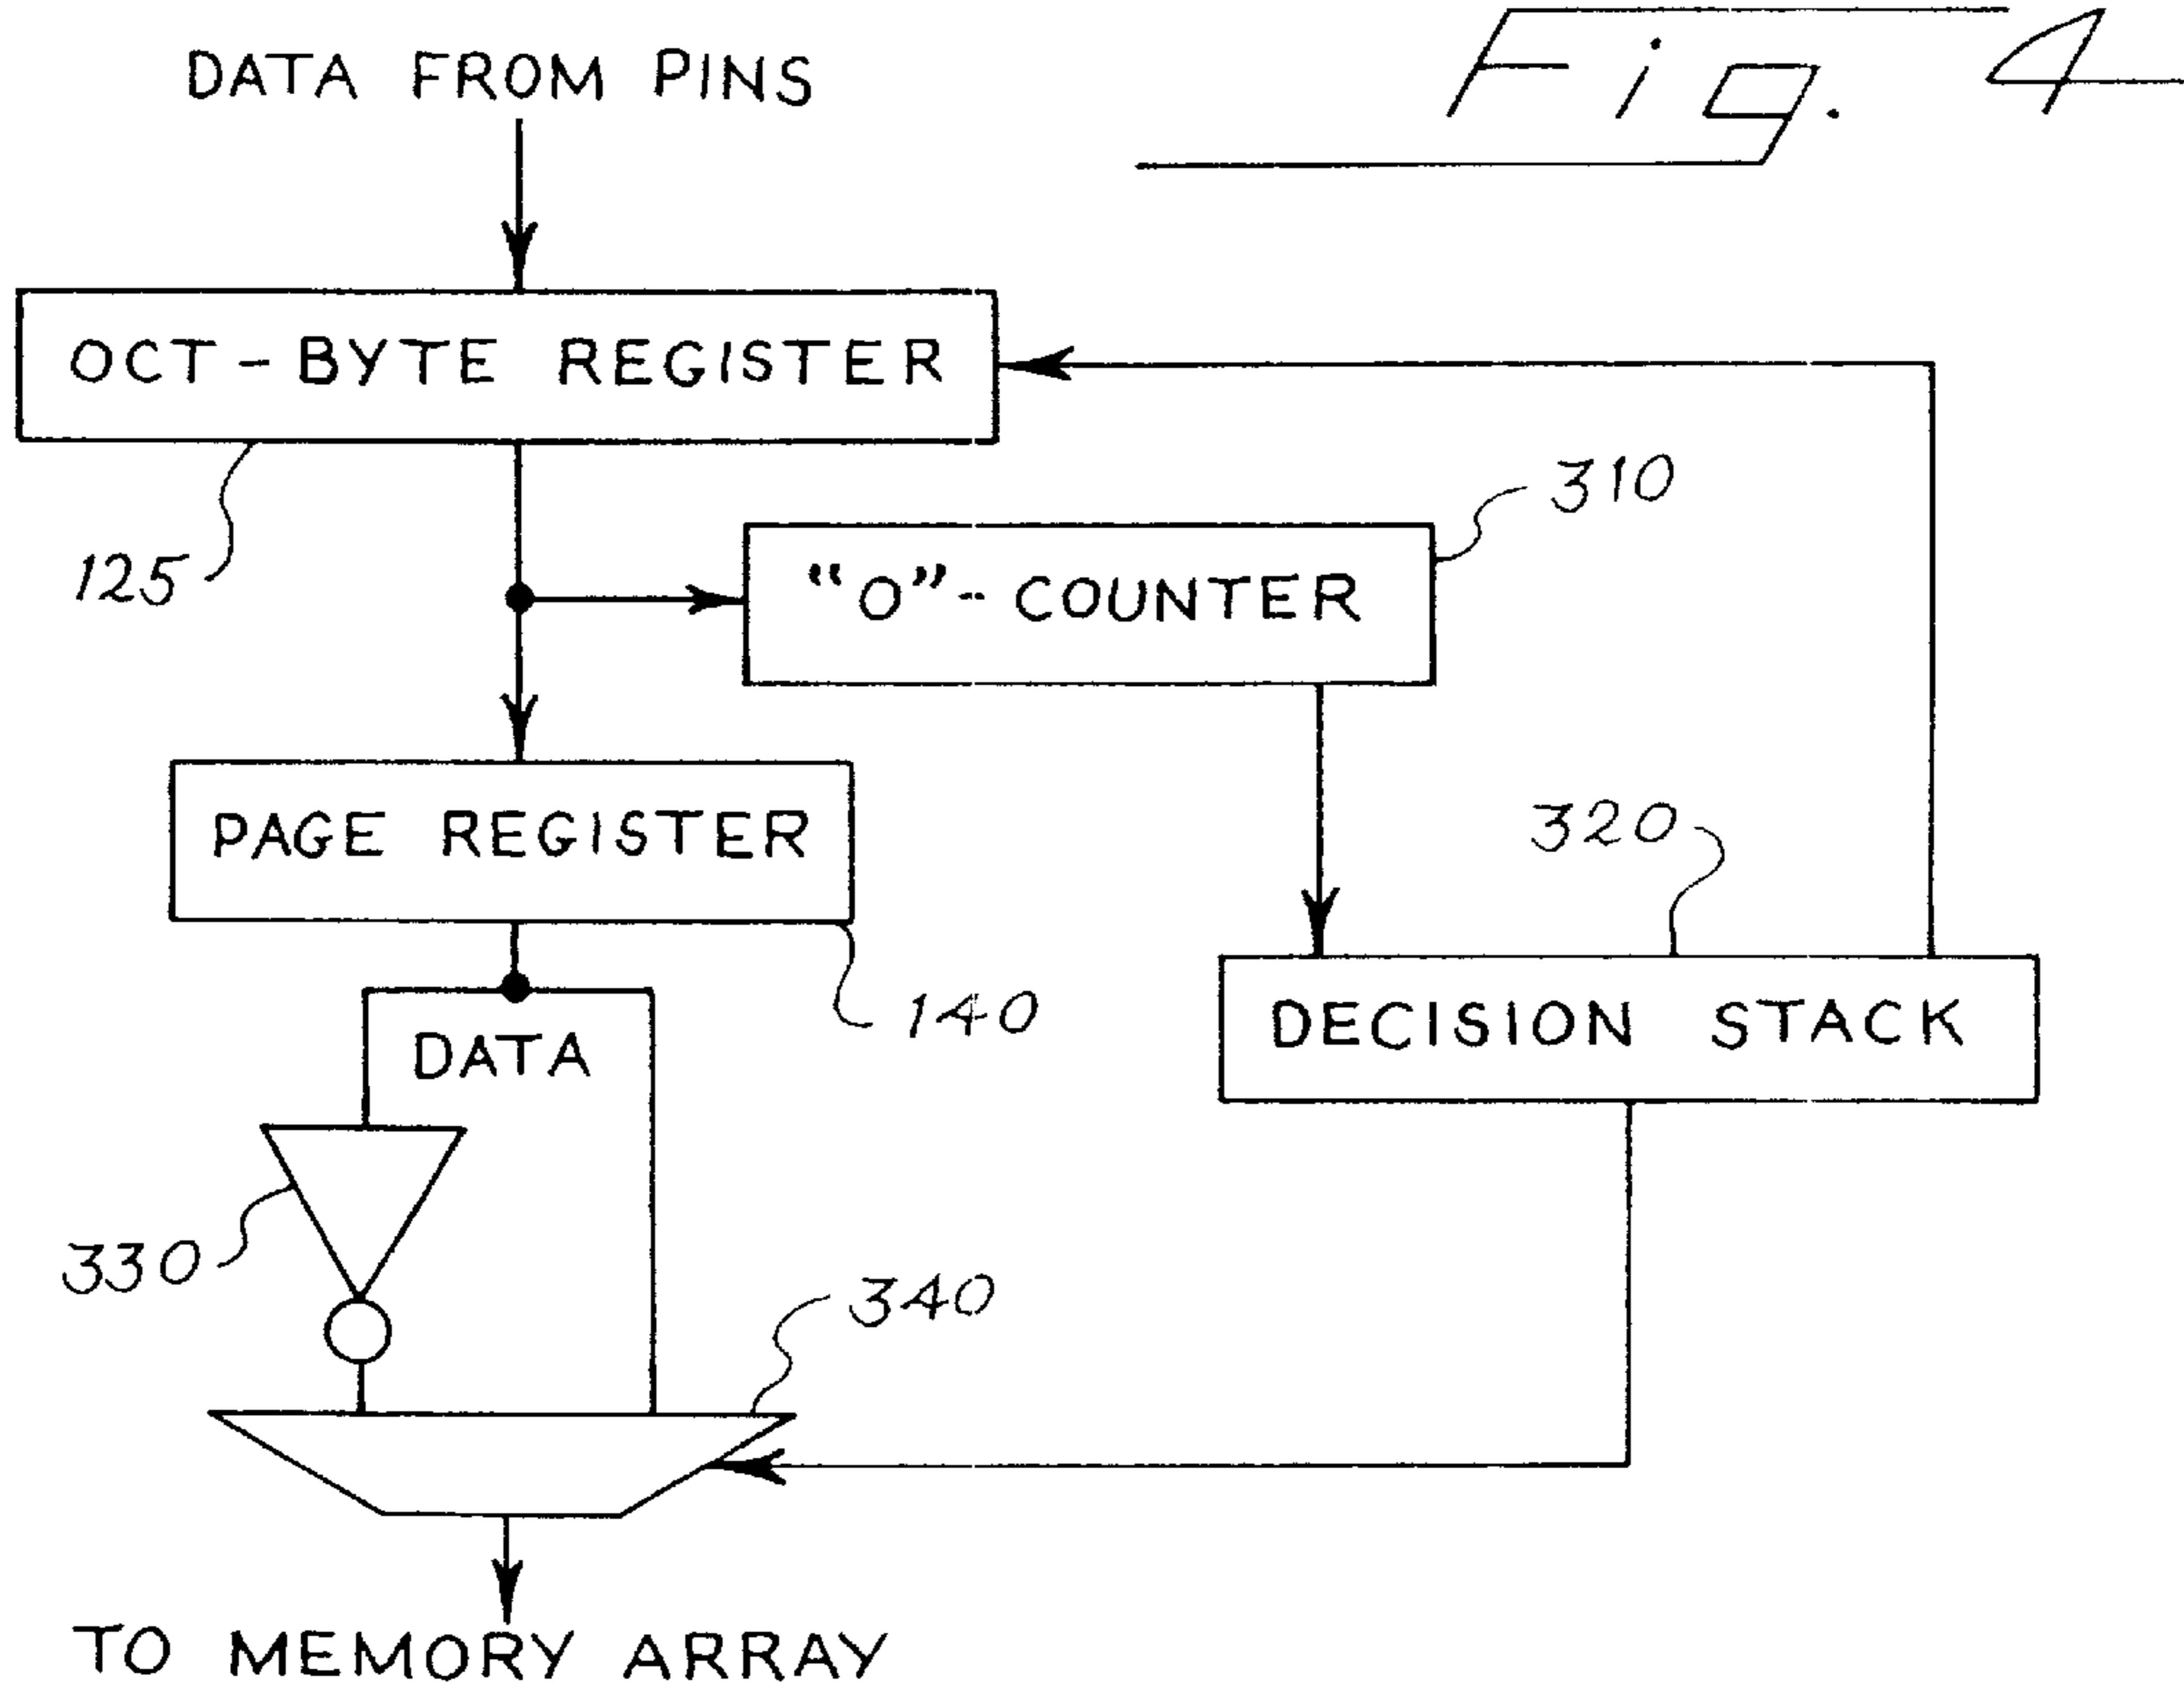 Fig. 4
DATA FROM PINS
OCT-BYTE REGISTER
125
310
"0"-COUNTER
PAGE REGISTER
140
320
DECISION STACK
DATA
330
340
TO MEMORY ARRAY